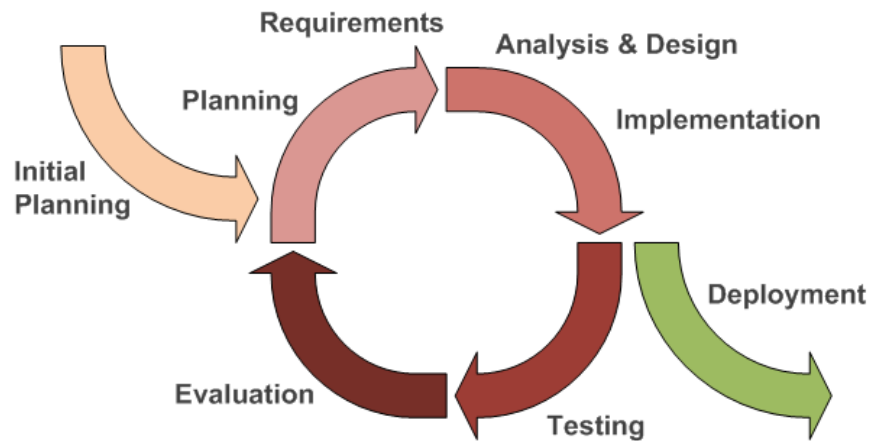 Requirements
Analysis & Design
Planning
Implementation
Initial
Planning
Deployment
Evaluation
Testing